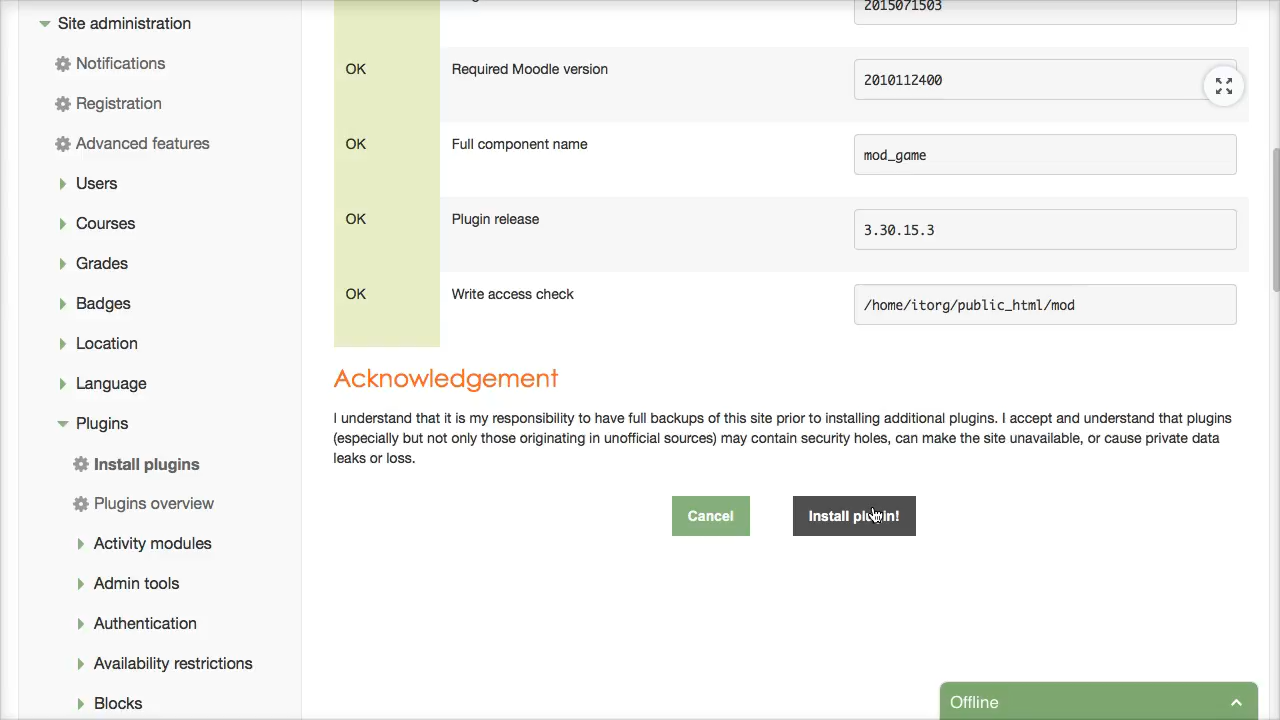 Site administration
Notifications
Registration
Advanced features
Users
Courses
Grades
Badges
Location
Language
Plugins
Install plugins
Plugins overview
Activity modules
Admin tools
Authentication
Availability restrictions
Blocks
2015071503
OK Required Moodle version 2010112400
OK Full component name mod_game
OK Plugin release 3.30.15.3
OK Write access check /home/itorg/public_html/mod
Acknowledgement
I understand that it is my responsibility to have full backups of this site prior to installing additional plugins. I accept and understand that plugins
(especially but not only those originating in unofficial sources) may contain security holes, can make the site unavailable, or cause private data
leaks or loss.
Cancel Install plugin!
Offline